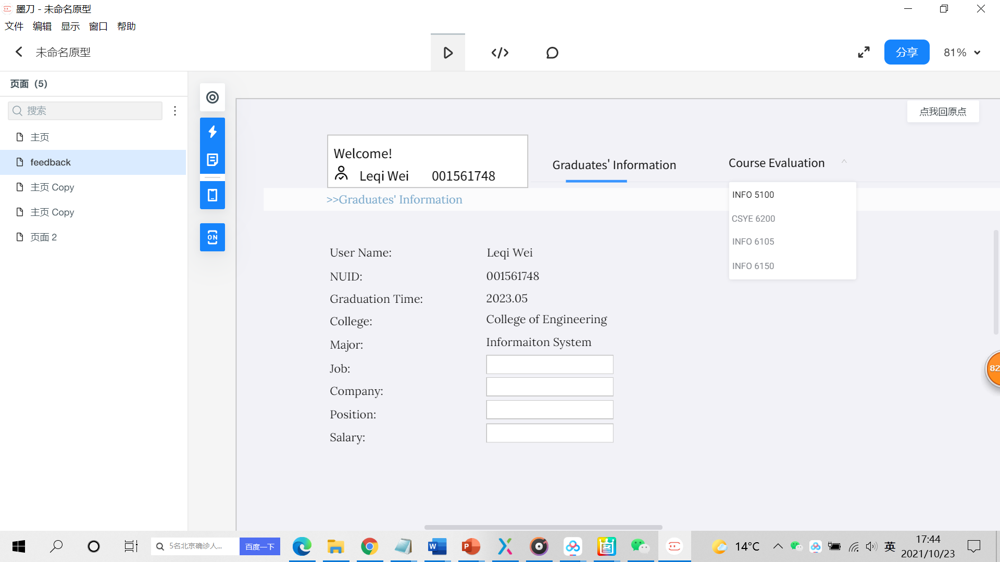 墨刀 - 未命名原型
文件 编辑 显示 窗口 帮助
未命名原型
分享
81%
页面 (5)
搜索
主页
feedback
主页 Copy
主页 Copy
页面 2
ON
点我回原点
Welcome!
Leqi Wei 001561748
Graduates' Information
Course Evaluation
>>Graduates' Information
INFO 5100
CSYE 6200
INFO 6105
INFO 6150
User Name: Leqi Wei
NUID: 001561748
Graduation Time: 2023.05
College: College of Engineering
Major: Informaiton System
Job:
Company:
Position:
Salary:
82
5名北京确诊人...
百度一下
14°C
英
17:44
2021/10/23